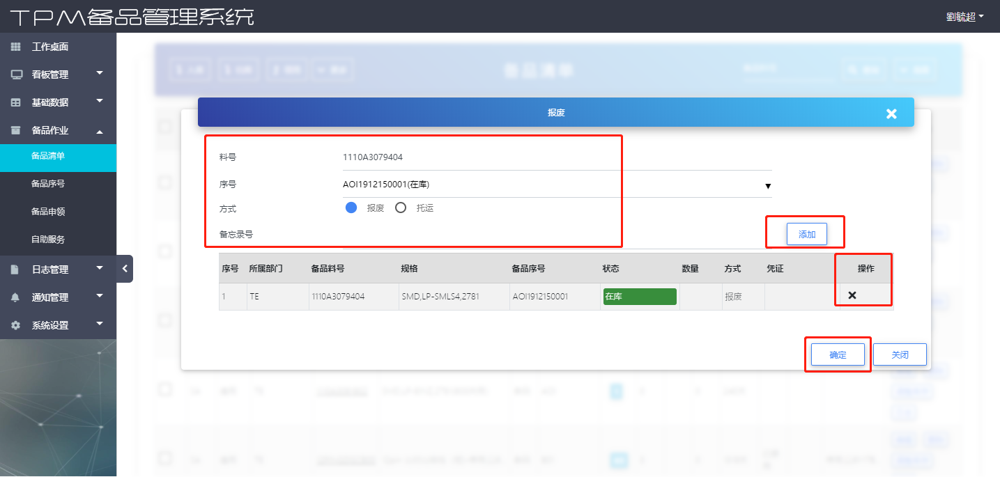 TPM备品管理系统
劉毓超
工作桌面
看板管理
基础数据
备品作业
备品清单
备品序号
备品申领
自助服务
日志管理
通知管理
系统设置
备品清单
报废
料号 1110A3079404
序号 AOI1912150001(在库)
方式 报废 托运
备忘录号 添加
序号 所属部门 备品料号 规格 备品序号 状态 数量 方式 凭证 操作
1 TE 1110A3079404 SMD,LP-SMLS4,2781 AOI1912150001 在库 报废
确定 关闭